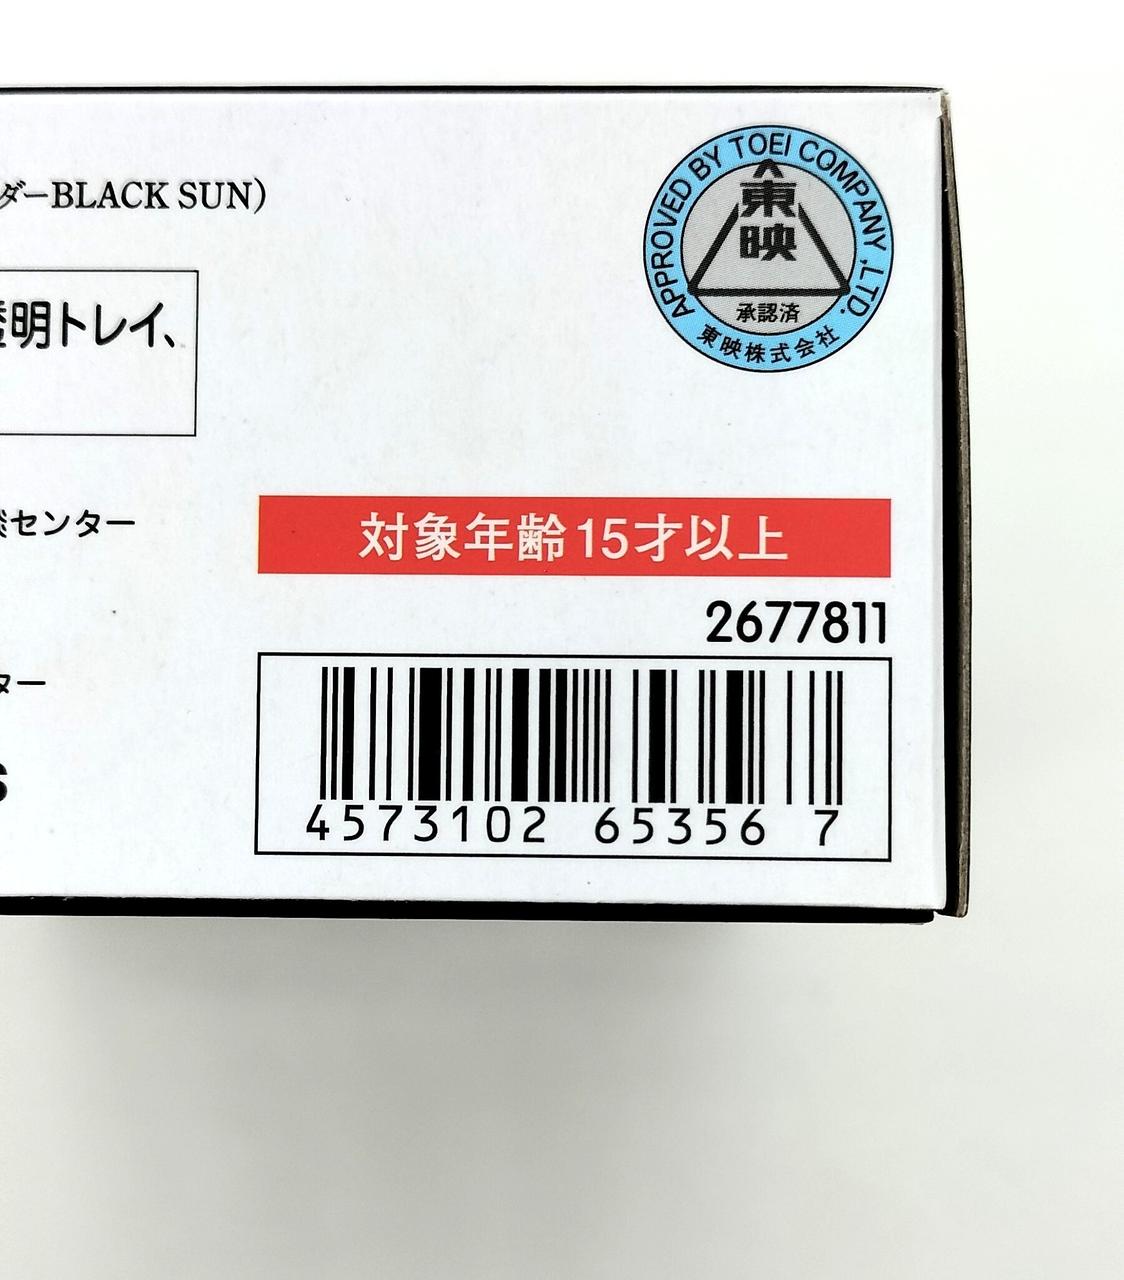 ダーBLACK SUN)
APPROVED BY TOEI COMPANY ,LTD.
東映
承認済
東映株式会社
透明トレイ、
センター
対象年齢15才以上
2677811
ター
S
4573102 65356 7